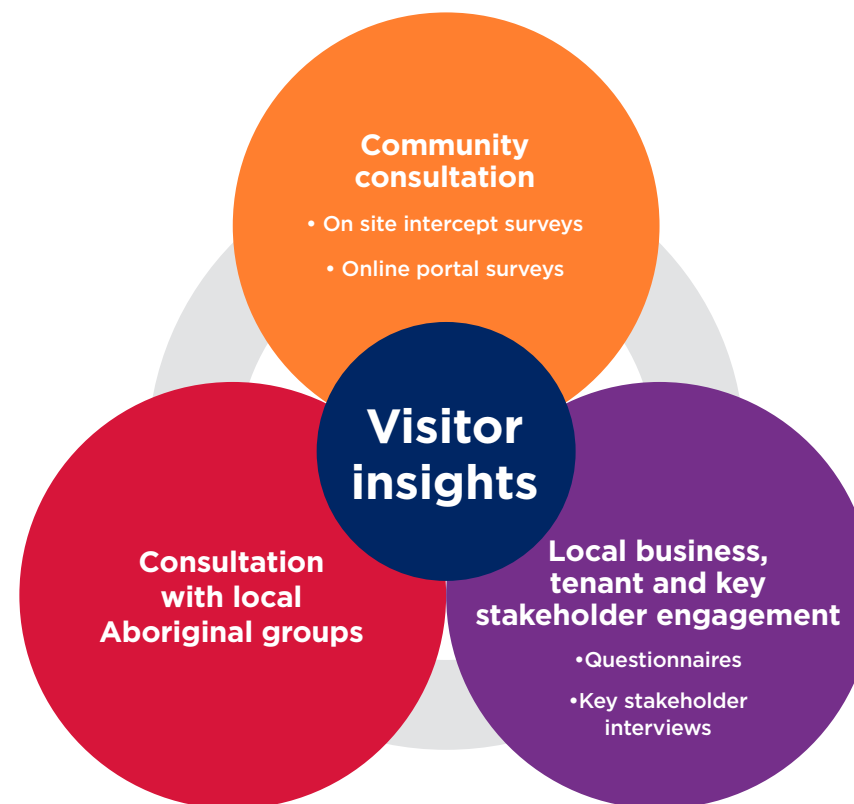 Community
consultation
• On site intercept surveys
• Online portal surveys
Visitor
insights
Consultation
with local
Aboriginal groups
Local business,
tenant and key
stakeholder engagement
•Questionnaires
•Key stakeholder
interviews